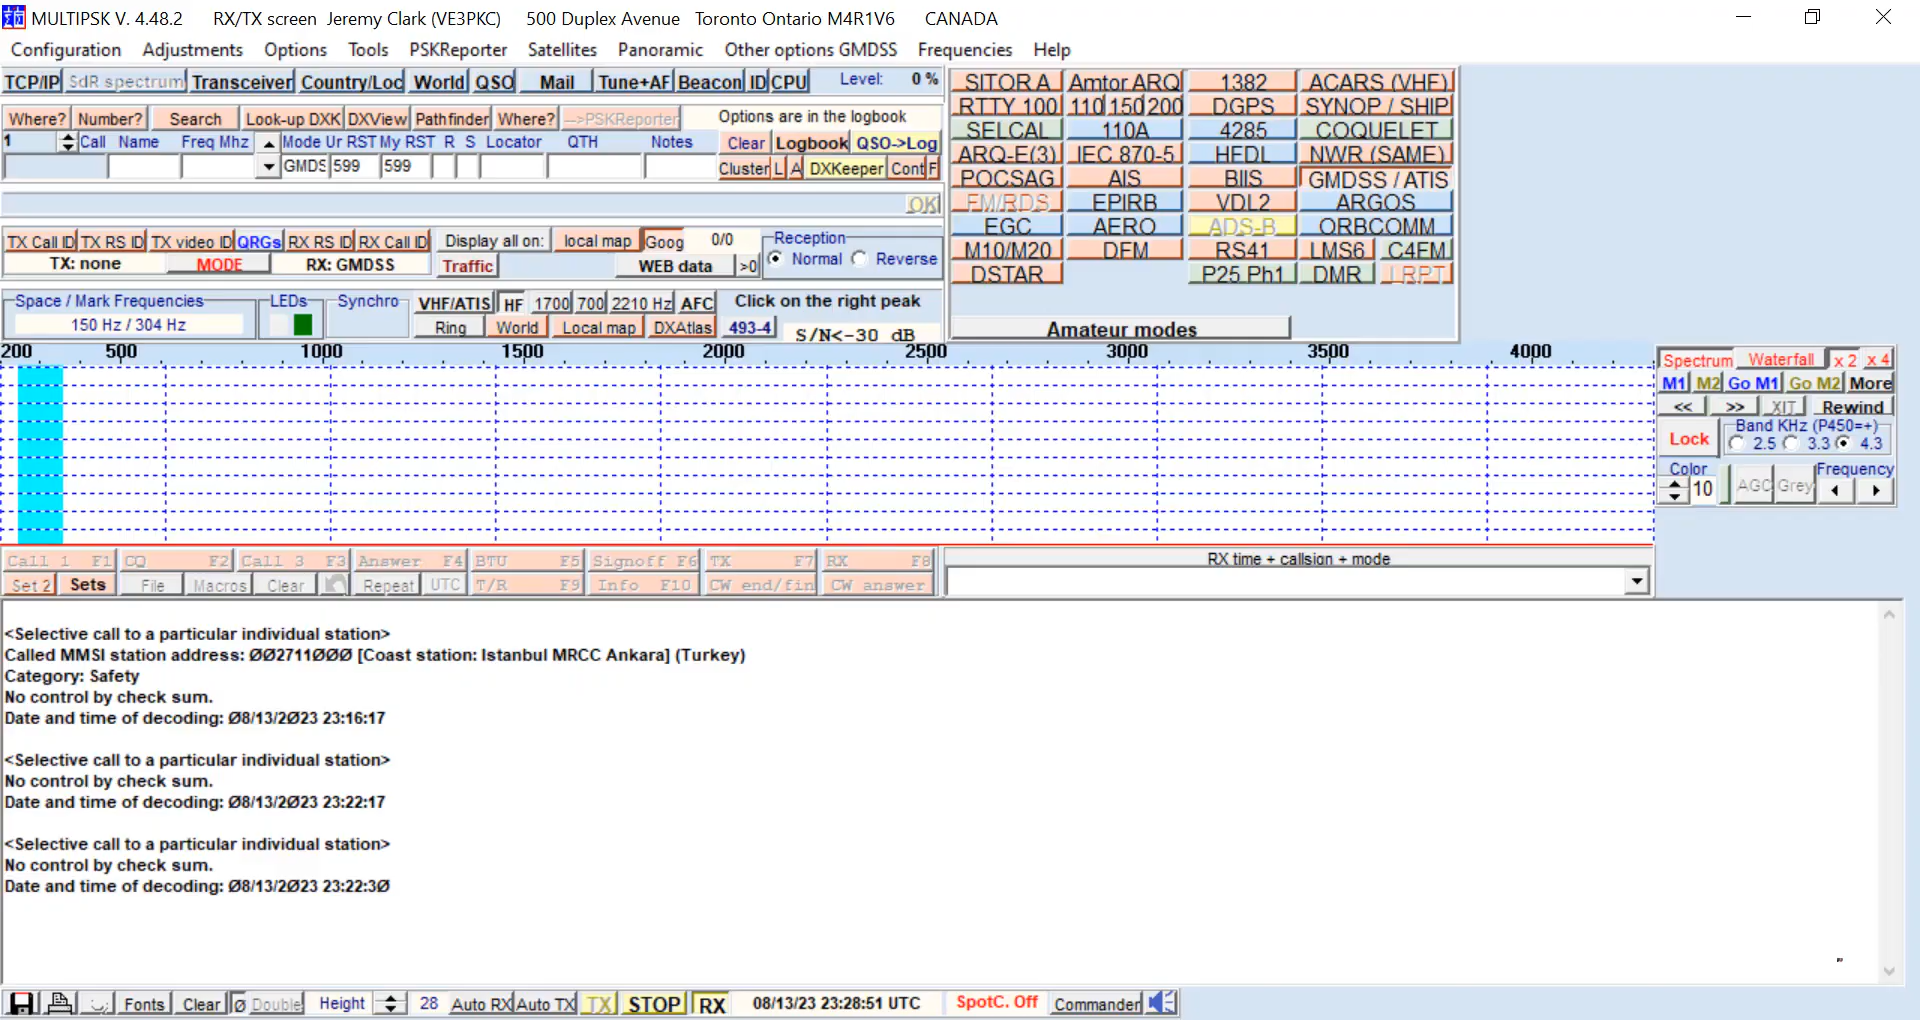 MULTIPSK V. 4.48.2 RX/TX screen Jeremy Clark (VE3PKC) 500 Duplex Avenue Toronto Ontario M4R1V6 CANADA
Configuration Adjustments Options Tools PSKReporter Satellites Panoramic Other options GMDSS Frequencies Help
TCP/IP SdR spectrum Transceiver Country/Loc World QSO Mail Tune+AF Beacon ID CPU Level: 0 %
Where? Number? Search Look-up DXK DXView Pathfinder Where? -->PSKReporter Options are in the logbook
1 Call Name Freq Mhz Mode Ur RST My RST R S Locator QTH Notes Clear Logbook QSO->Log
GMDS 599 599 Cluster L A DXKeeper Cont F
OK
TX Call ID TX RS ID TX video ID QRGs RX RS ID RX Call ID Display all on: local map Goog 0/0 Reception
TX: none MODE RX: GMDSS Traffic WEB data >0 Normal Reverse
Space / Mark Frequencies LEDs Synchro VHF/ATIS HF 1700 700 2210 Hz AFC Click on the right peak
150 Hz / 304 Hz Ring World Local map DXAtlas 493-4 S/N<-30 dB
SITOR A Amtor ARQ 1382 ACARS (VHF)
RTTY 100 110 150 200 DGPS SYNOP / SHIP
SELCAL 110A 4285 COQUELET
ARQ-E(3) IEC 870-5 HFDL NWR (SAME)
POCSAG AIS BIIS GMDSS / ATIS
FM/RDS EPIRB VDL2 ARGOS
EGC AERO ADS-B ORBCOMM
M10/M20 DFM RS41 LMS6 C4FM
DSTAR P25 Ph1 DMR LRPT
Amateur modes
200 500 1000 1500 2000 2500 3000 3500 4000
Spectrum Waterfall x 2 x 4
M1 M2 Go M1 Go M2 More
<< >> XIT Rewind
Lock Band KHz (P450=+)
2.5 3.3 4.3
Color Frequency
10 AGC Grey
Call 1 F1 CQ F2 Call 3 F3 Answer F4 BTU F5 Signoff F6 TX F7 RX F8 RX time + callsion + mode
Set 2 Sets File Macros Clear Repeat UTC T/R F9 Info F10 CW end/fin CW answer
<Selective call to a particular individual station>
Called MMSI station address: ØØ2711ØØØ [Coast station: Istanbul MRCC Ankara] (Turkey)
Category: Safety
No control by check sum.
Date and time of decoding: Ø8/13/2Ø23 23:16:17
<Selective call to a particular individual station>
No control by check sum.
Date and time of decoding: Ø8/13/2Ø23 23:22:17
<Selective call to a particular individual station>
No control by check sum.
Date and time of decoding: Ø8/13/2Ø23 23:22:3Ø
Fonts Clear Ø Double Height 28 Auto RX Auto TX TX STOP RX 08/13/23 23:28:51 UTC SpotC. Off Commander